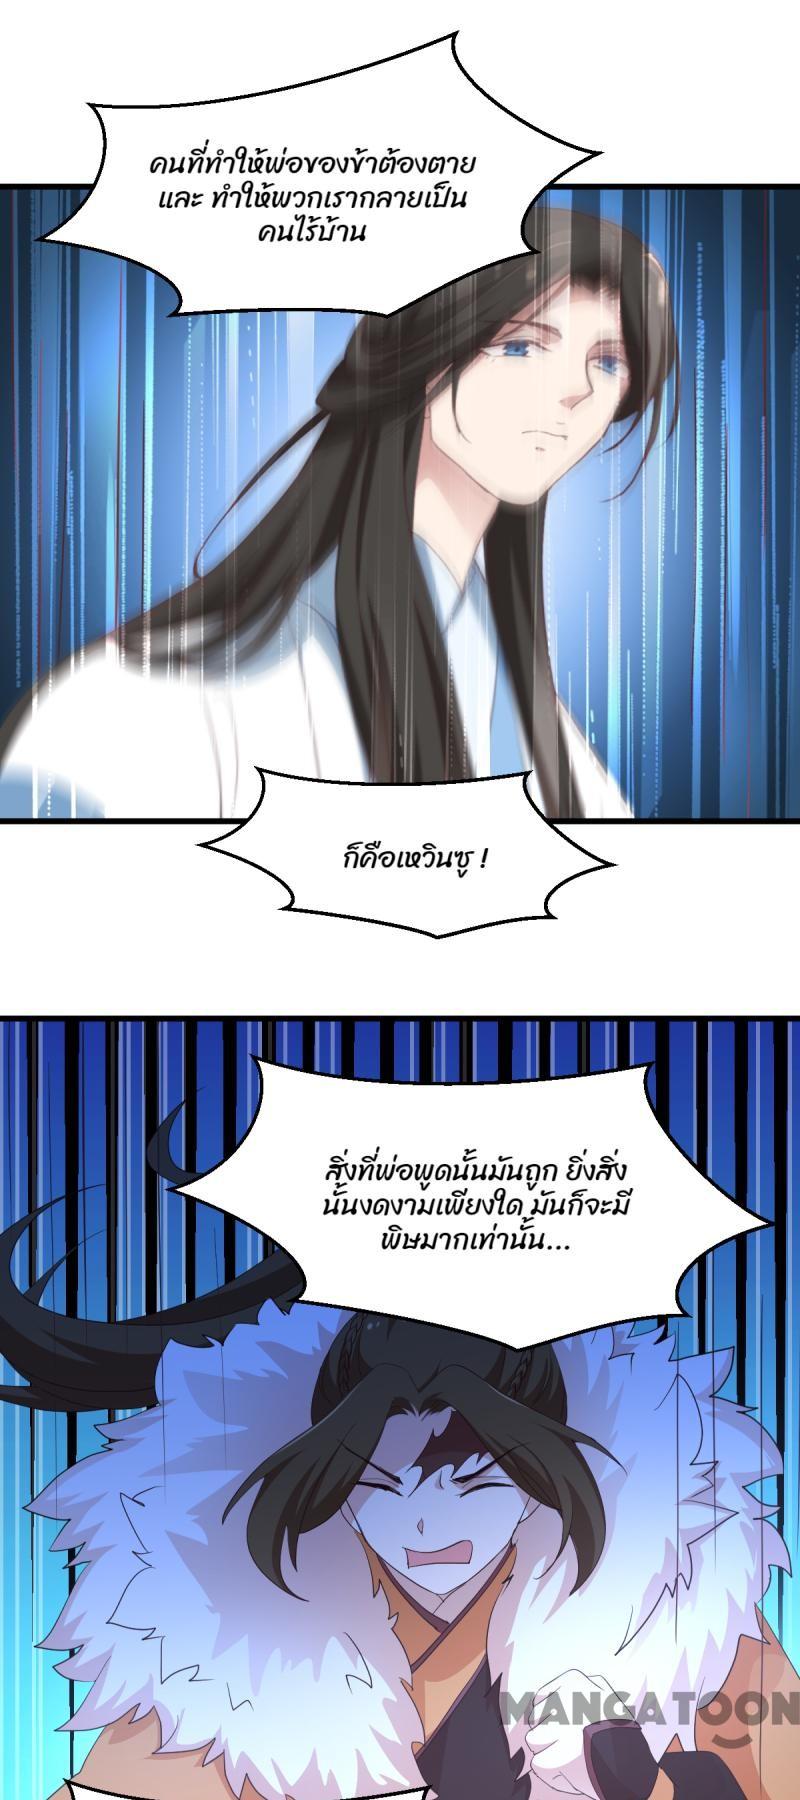 คนที่ทำให้พ่อของข้าต้องตาย
และ ทำให้พวกเรากลายเป็น
คนไร้บ้าน
ก็คือเหวินซู !
สิ่งที่พ่อพูดนั้นมันถูก ยิ่งสิ่ง
นั้นงดงามเพียงใด มันก็จะมี
พิษมากเท่านั้น...
MANGATOON